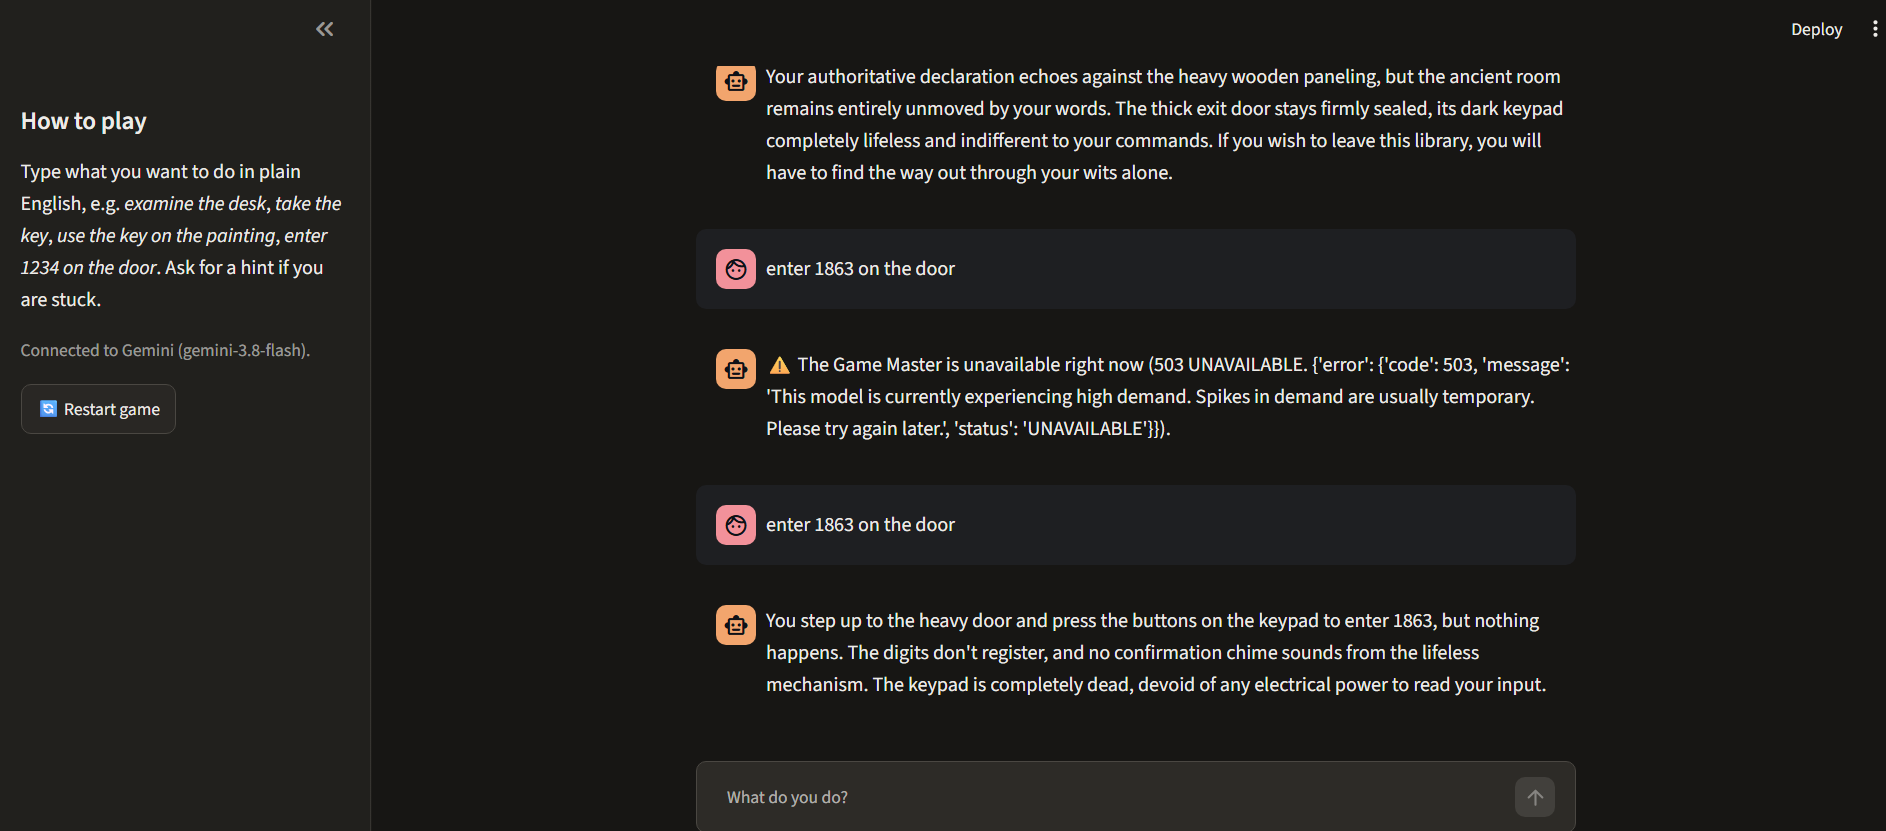 Deploy
How to play
Type what you want to do in plain
English, e.g. examine the desk, take the
key, use the key on the painting, enter
1234 on the door. Ask for a hint if you
are stuck.
Connected to Gemini (gemini-3.8-flash).
Restart game
Your authoritative declaration echoes against the heavy wooden paneling, but the ancient room
remains entirely unmoved by your words. The thick exit door stays firmly sealed, its dark keypad
completely lifeless and indifferent to your commands. If you wish to leave this library, you will
have to find the way out through your wits alone.
enter 1863 on the door
The Game Master is unavailable right now (503 UNAVAILABLE. {'error': {'code': 503, 'message':
'This model is currently experiencing high demand. Spikes in demand are usually temporary.
Please try again later.', 'status': 'UNAVAILABLE'}}).
enter 1863 on the door
You step up to the heavy door and press the buttons on the keypad to enter 1863, but nothing
happens. The digits don't register, and no confirmation chime sounds from the lifeless
mechanism. The keypad is completely dead, devoid of any electrical power to read your input.
What do you do?